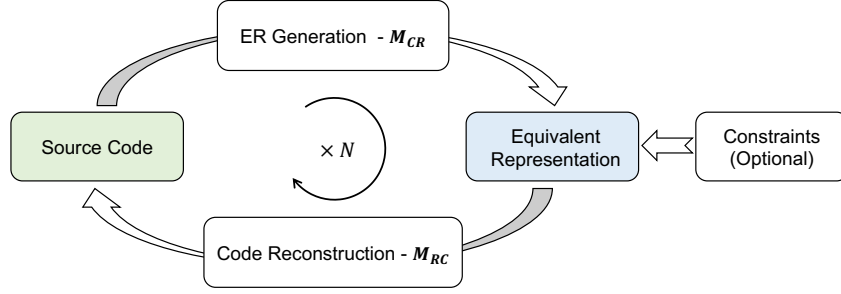 ER Generation - M_CR
Source Code
× N
Equivalent
Representation
Constraints
(Optional)
Code Reconstruction - M_RC